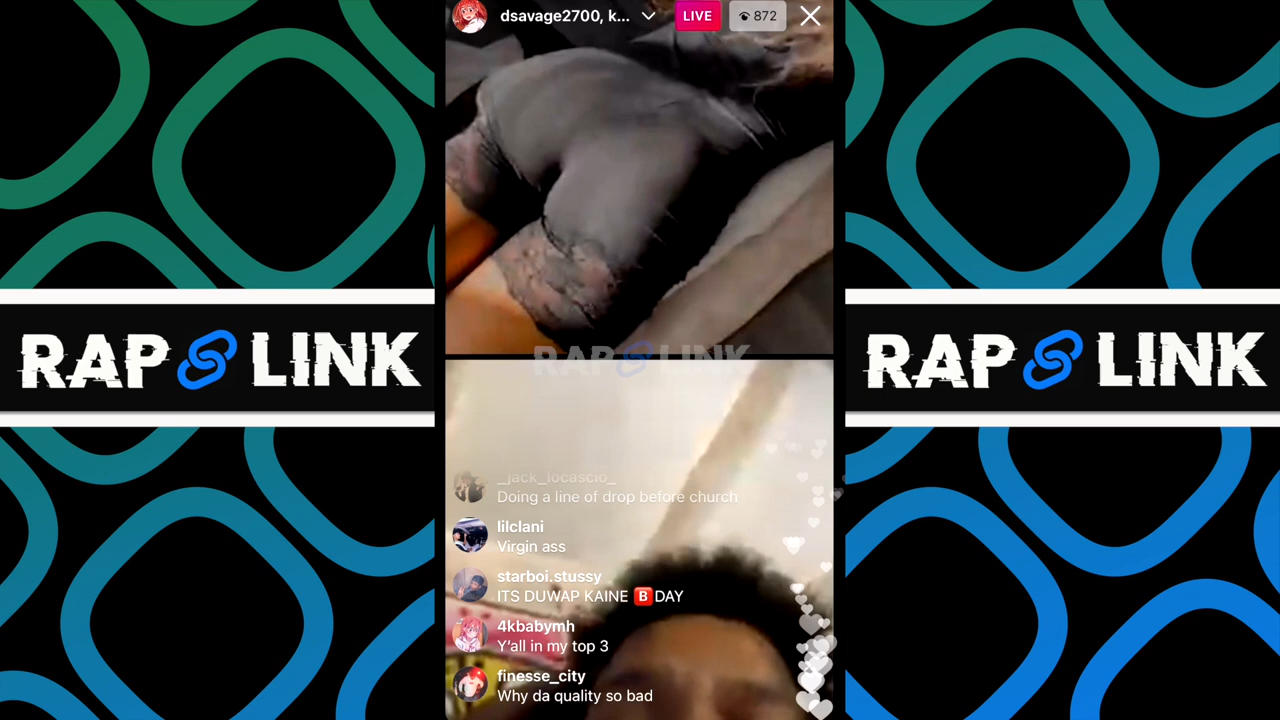 dsavage2700, k...
LIVE
872
RAP LINK
RAP LINK
RAP LINK
_jack_locascio_
Doing a line of drop before church
lilclani
Virgin ass
starboi.stussy
ITS DUWAP KAINE 🅱️DAY
4kbabymh
Y'all in my top 3
finesse_city
Why da quality so bad